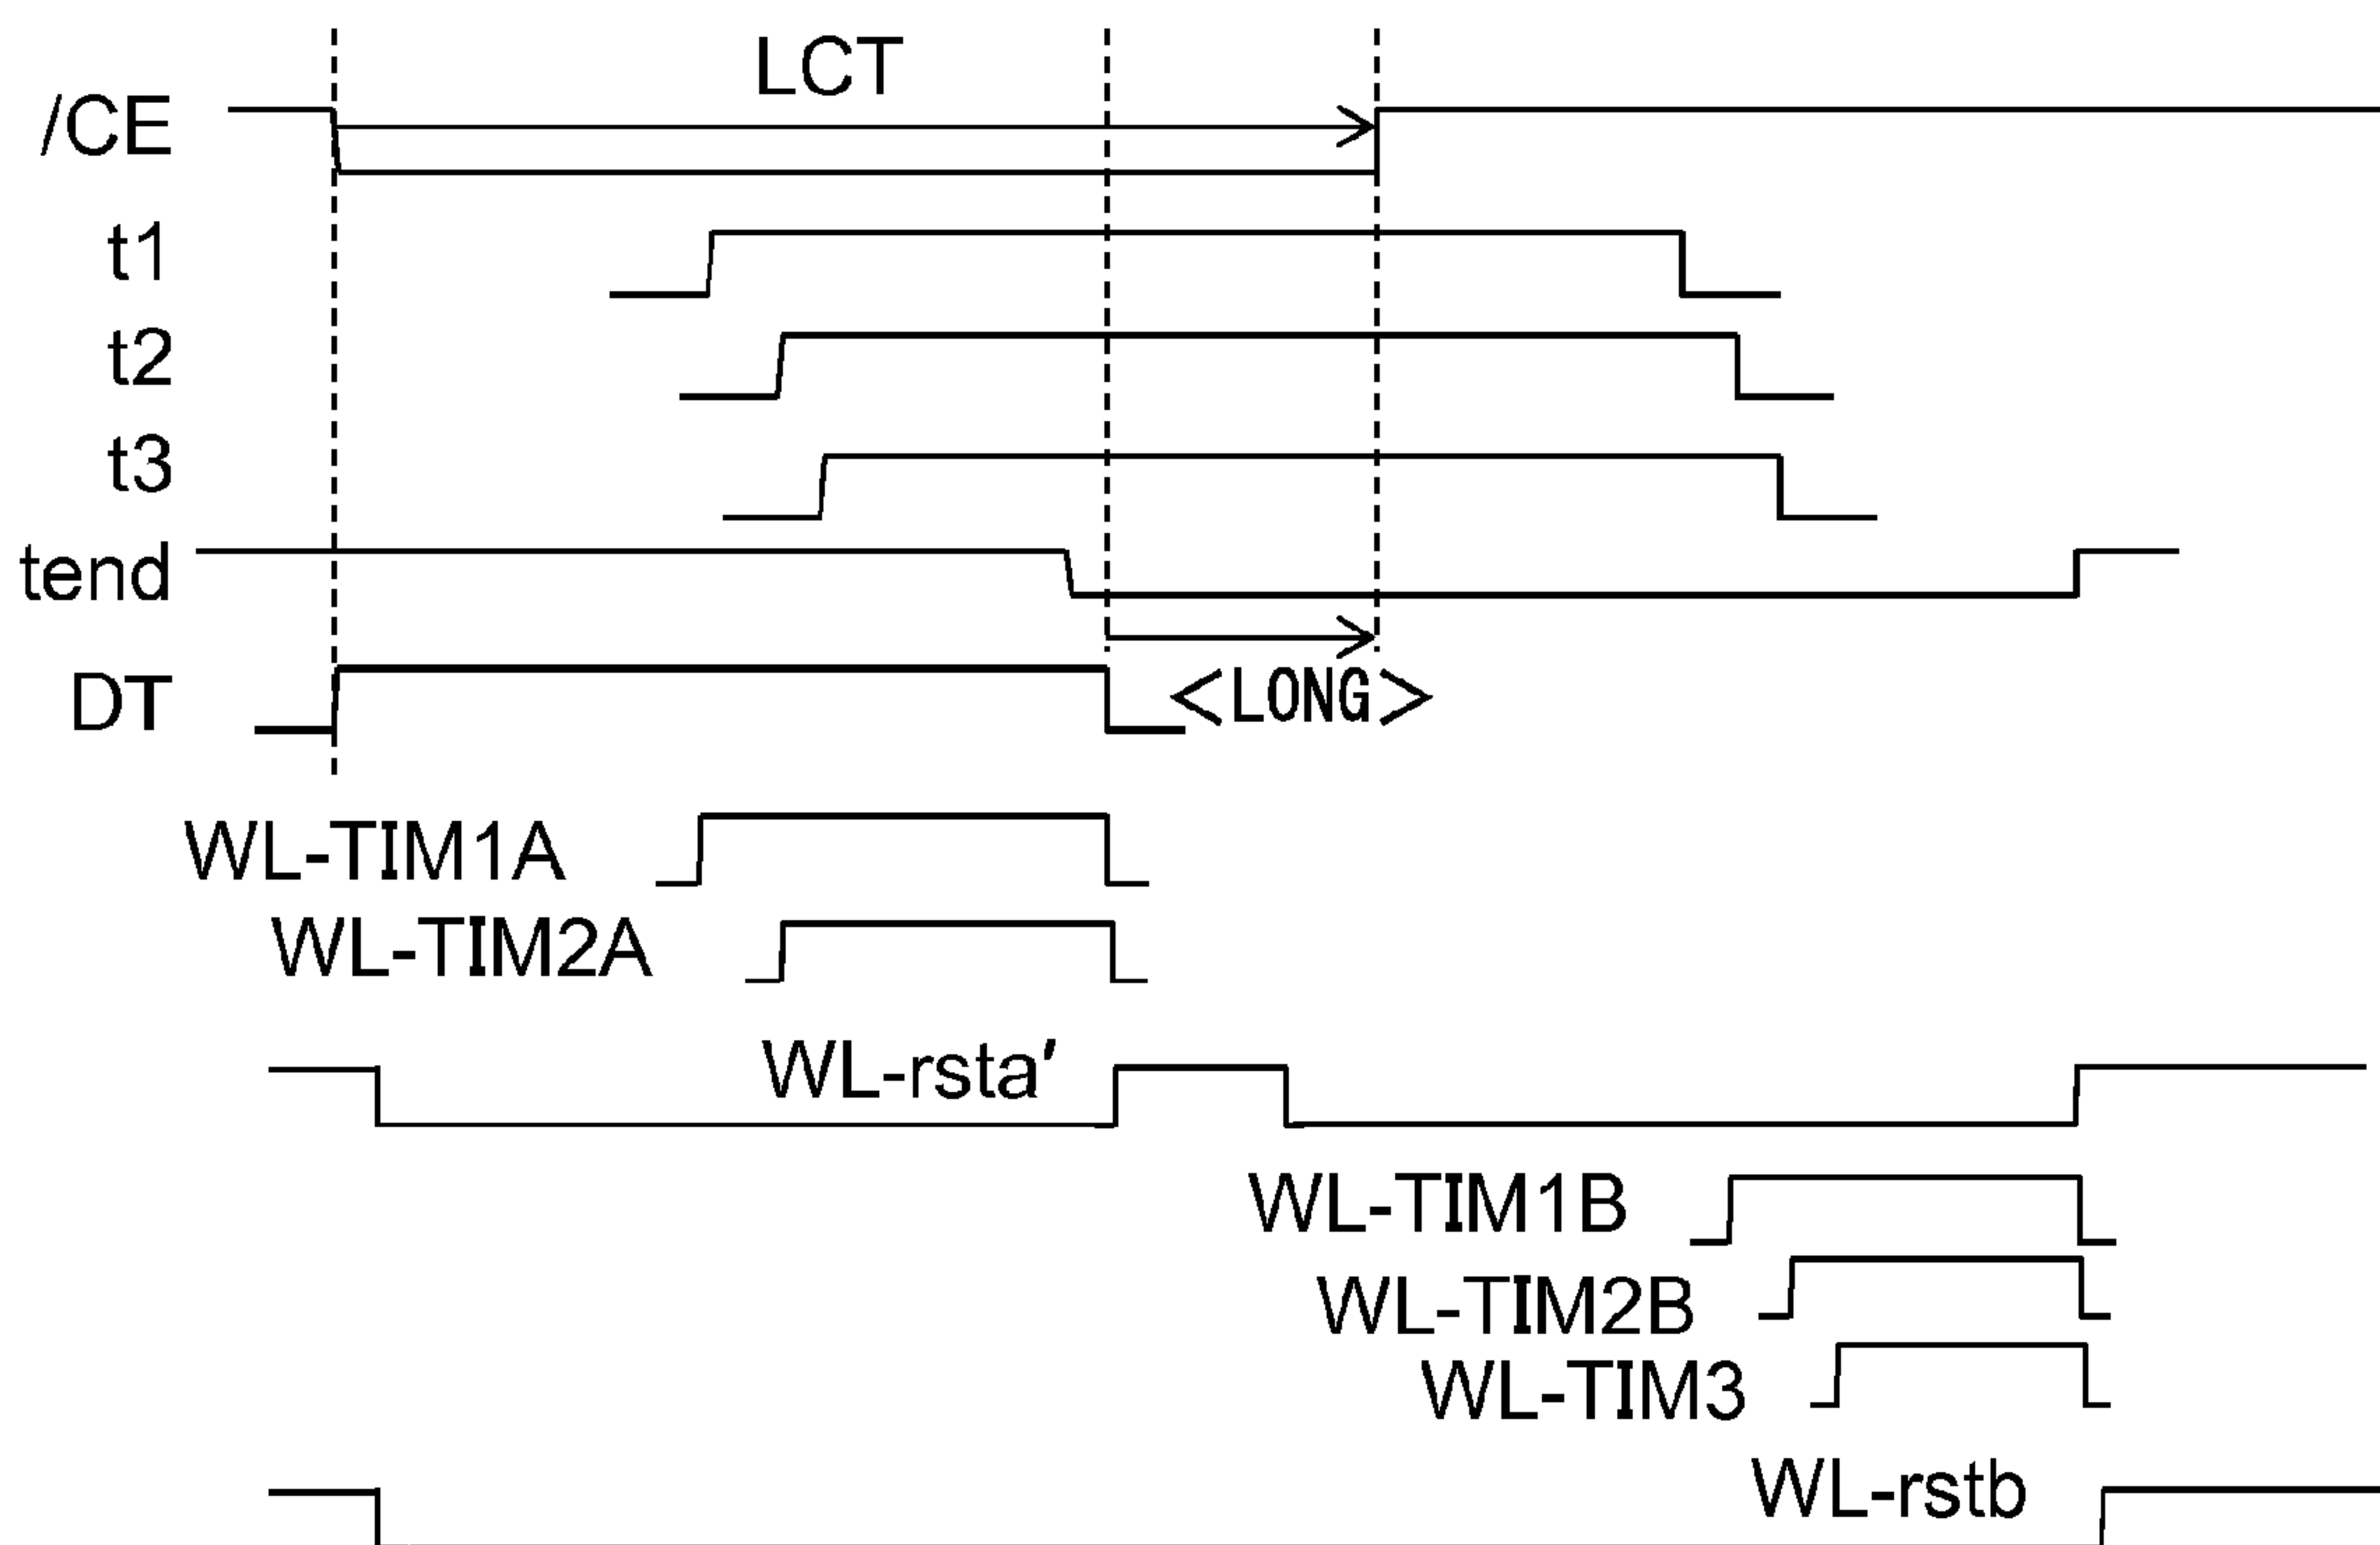 LCT
/CE
t1
t2
t3
tend
DT
<LONG>
WL-TIM1A
WL-TIM2A
WL-rsta'
WL-TIM1B
WL-TIM2B
WL-TIM3
WL-rstb